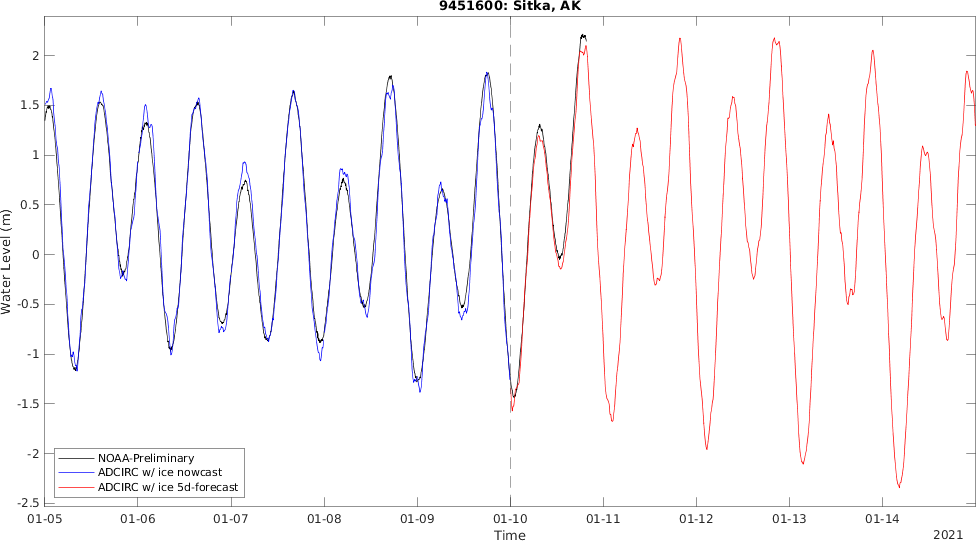 9451600: Sitka, AK
2
1.5
1
0.5
0
-0.5
-1
-1.5
-2
-2.5
Water Level (m)
NOAA-Preliminary
ADCIRC w/ ice nowcast
ADCIRC w/ ice 5d-forecast
01-05 01-06 01-07 01-08 01-09 01-10 01-11 01-12 01-13 01-14
Time
2021